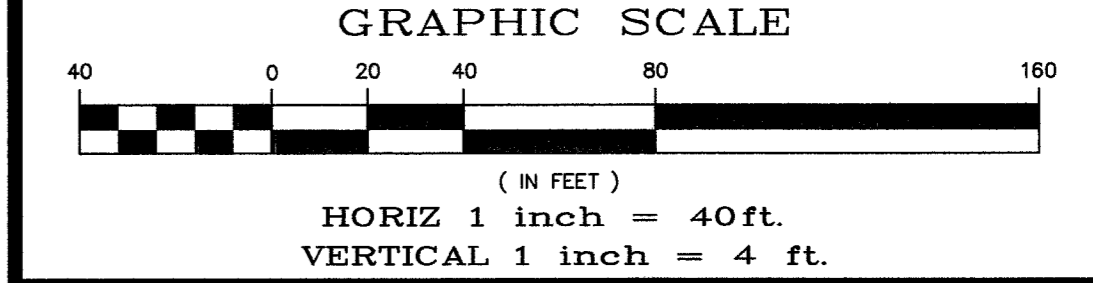 GRAPHIC SCALE
40 0 20 40 80 160
( IN FEET )
HORIZ 1 inch = 40ft.
VERTICAL 1 inch = 4 ft.